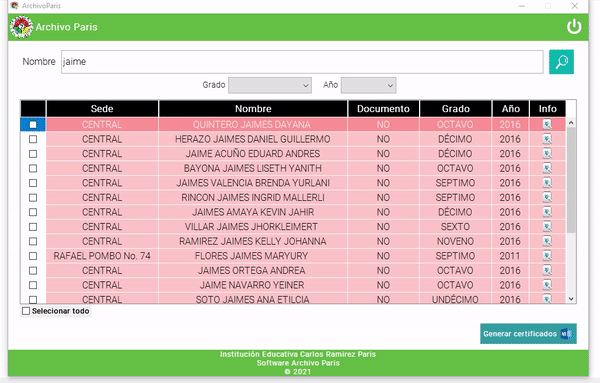 ArchivoParis
Archivo Paris
Nombre jaime
Grado Año
Sede Nombre Documento Grado Año Info
CENTRAL QUINTERO JAIMES DAYANA NO OCTAVO 2016
CENTRAL HERAZO JAIMES DANIEL GUILLERMO NO DÉCIMO 2016
CENTRAL JAIME ACUÑO EDUARD ANDRES NO DÉCIMO 2016
CENTRAL BAYONA JAIMES LISETH YANITH NO OCTAVO 2016
CENTRAL JAIMES VALENCIA BRENDA YURLANI NO SEPTIMO 2016
CENTRAL RINCON JAIMES INGRID MALLERLI NO SEPTIMO 2016
CENTRAL JAIMES AMAYA KEVIN JAHIR NO DÉCIMO 2016
CENTRAL VILLAR JAIMES JHORKLEIMERT NO SEXTO 2016
CENTRAL RAMIREZ JAIMES KELLY JOHANNA NO NOVENO 2016
RAFAEL POMBO No. 74 FLORES JAIMES MARYURY NO SEPTIMO 2011
CENTRAL JAIMES ORTEGA ANDREA NO OCTAVO 2016
CENTRAL JAIME NAVARRO YEINER NO OCTAVO 2016
CENTRAL SOTO JAIMES ANA ETILCIA NO UNDÉCIMO 2016
Selecionar todo
Generar certificados
Institución Educativa Carlos Ramirez Paris
Software Archivo Paris
© 2021